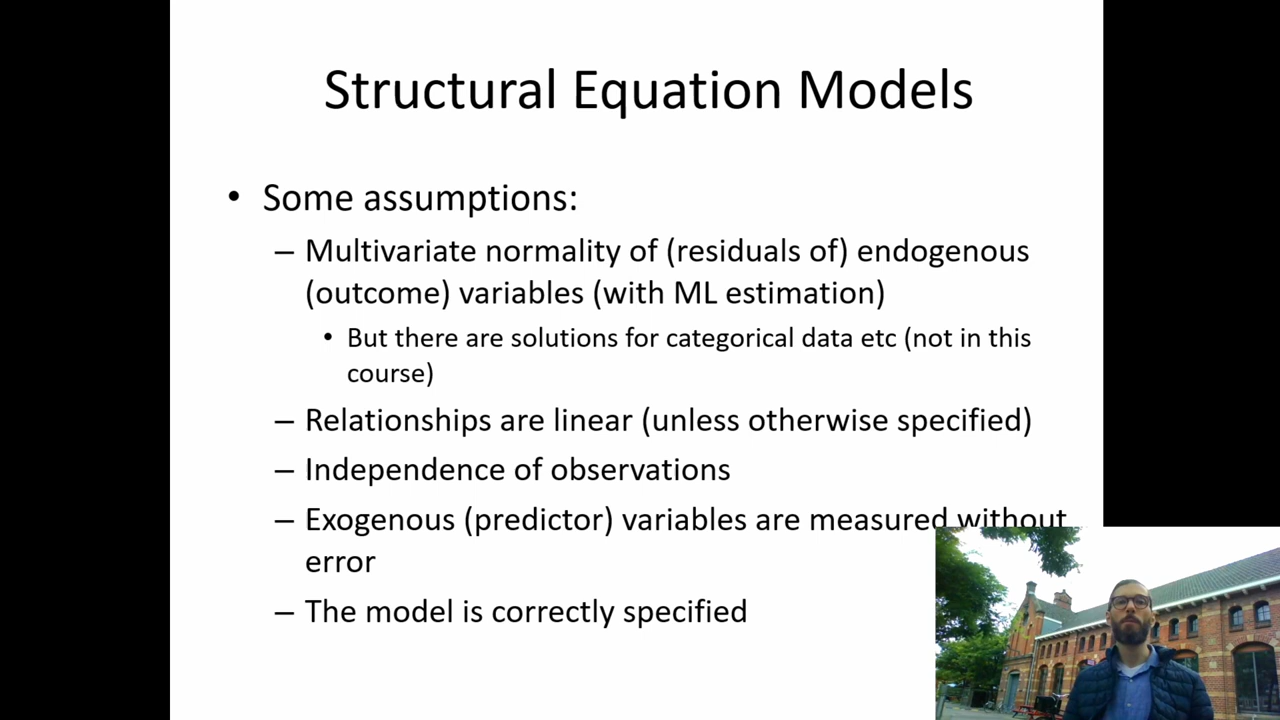 Structural Equation Models
• Some assumptions:
– Multivariate normality of (residuals of) endogenous
(outcome) variables (with ML estimation)
• But there are solutions for categorical data etc (not in this
course)
– Relationships are linear (unless otherwise specified)
– Independence of observations
– Exogenous (predictor) variables are measured without
error
– The model is correctly specified